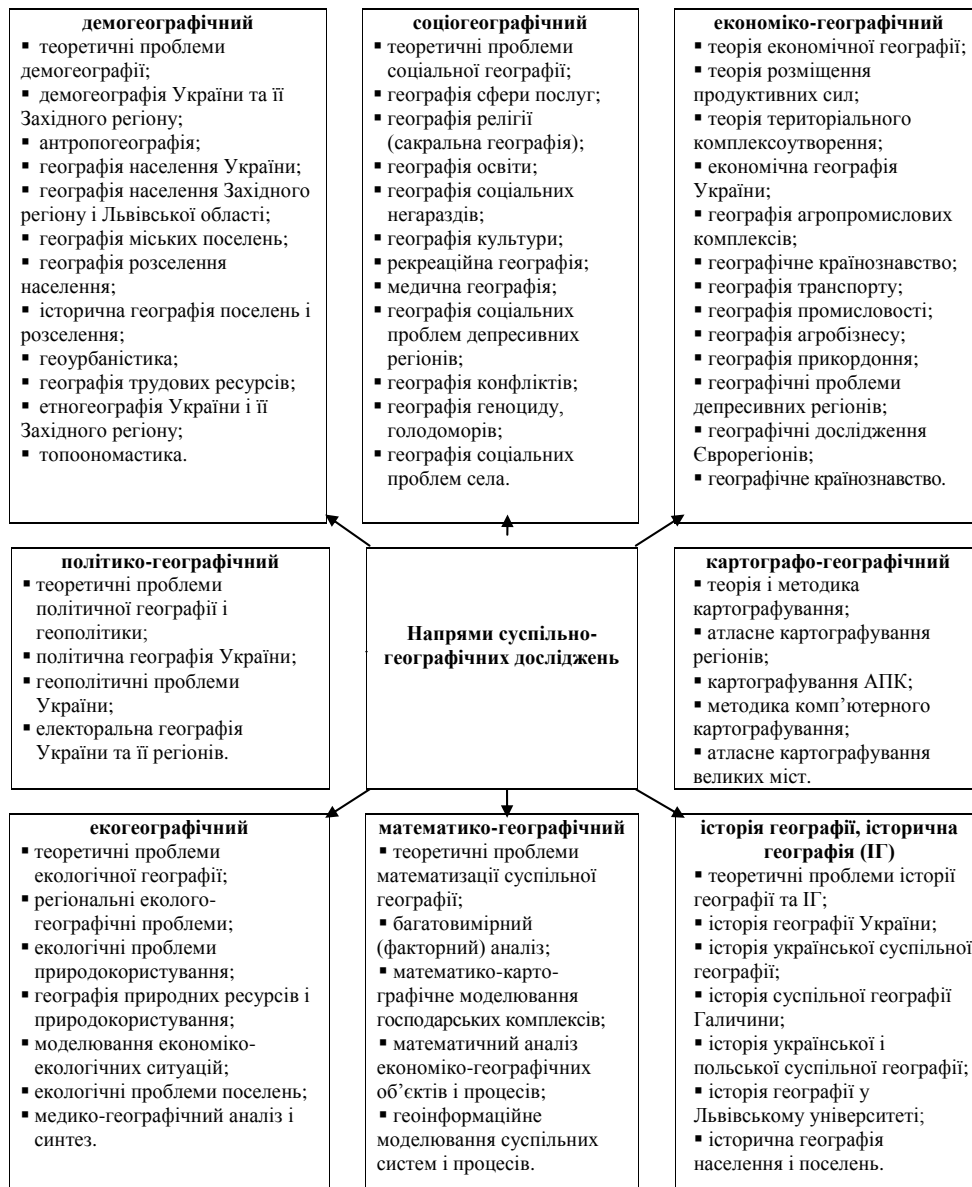 демогеографічний
▪ теоретичні проблеми
демогеографії;
▪ демогеографія України та її
Західного регіону;
▪ антропогеографія;
▪ географія населення України;
▪ географія населення Західного
регіону і Львівської області;
▪ географія міських поселень;
▪ географія розселення
населення;
▪ історична географія поселень і
розселення;
▪ геоурбаністика;
▪ географія трудових ресурсів;
▪ етногеографія України і її
Західного регіону;
▪ топоономастика.
соціогеографічний
▪ теоретичні проблеми
соціальної географії;
▪ географія сфери послуг;
▪ географія релігії
(сакральна географія);
▪ географія освіти;
▪ географія соціальних
негараздів;
▪ географія культури;
▪ рекреаційна географія;
▪ медична географія;
▪ географія соціальних
проблем депресивних
регіонів;
▪ географія конфліктів;
▪ географія геноциду,
голодоморів;
▪ географія соціальних
проблем села.
економіко-географічний
▪ теорія економічної географії;
▪ теорія розміщення
продуктивних сил;
▪ теорія територіального
комплексоутворення;
▪ економічна географія
України;
▪ географія агропромислових
комплексів;
▪ географічне країнознавство;
▪ географія транспорту;
▪ географія промисловості;
▪ географія агробізнесу;
▪ географія прикордоння;
▪ географічні проблеми
депресивних регіонів;
▪ географічні дослідження
Єврорегіонів;
▪ географічне країнознавство.
політико-географічний
▪ теоретичні проблеми
політичної географії і
геополітики;
▪ політична географія України;
▪ геополітичні проблеми
України;
▪ електоральна географія
України та її регіонів.
Напрями суспільно-
географічних досліджень
картографо-географічний
▪ теорія і методика
картографування;
▪ атласне картографування
регіонів;
▪ картографування АПК;
▪ методика комп’ютерного
картографування;
▪ атласне картографування
великих міст.
екогеографічний
▪ теоретичні проблеми
екологічної географії;
▪ регіональні еколого-
географічні проблеми;
▪ екологічні проблеми
природокористування;
▪ географія природних ресурсів і
природокористування;
▪ моделювання економіко-
екологічних ситуацій;
▪ екологічні проблеми поселень;
▪ медико-географічний аналіз і
синтез.
математико-географічний
▪ теоретичні проблеми
математизації суспільної
географії;
▪ багатовимірний
(факторний) аналіз;
▪ математико-карто-
графічне моделювання
господарських комплексів;
▪ математичний аналіз
економіко-географічних
об’єктів і процесів;
▪ геоінформаційне
моделювання суспільних
систем і процесів.
історія географії, історична
географія (ІГ)
▪ теоретичні проблеми історії
географії та ІГ;
▪ історія географії України;
▪ історія української суспільної
географії;
▪ історія суспільної географії
Галичини;
▪ історія української і
польської суспільної географії;
▪ історія географії у
Львівському університеті;
▪ історична географія
населення і поселень.